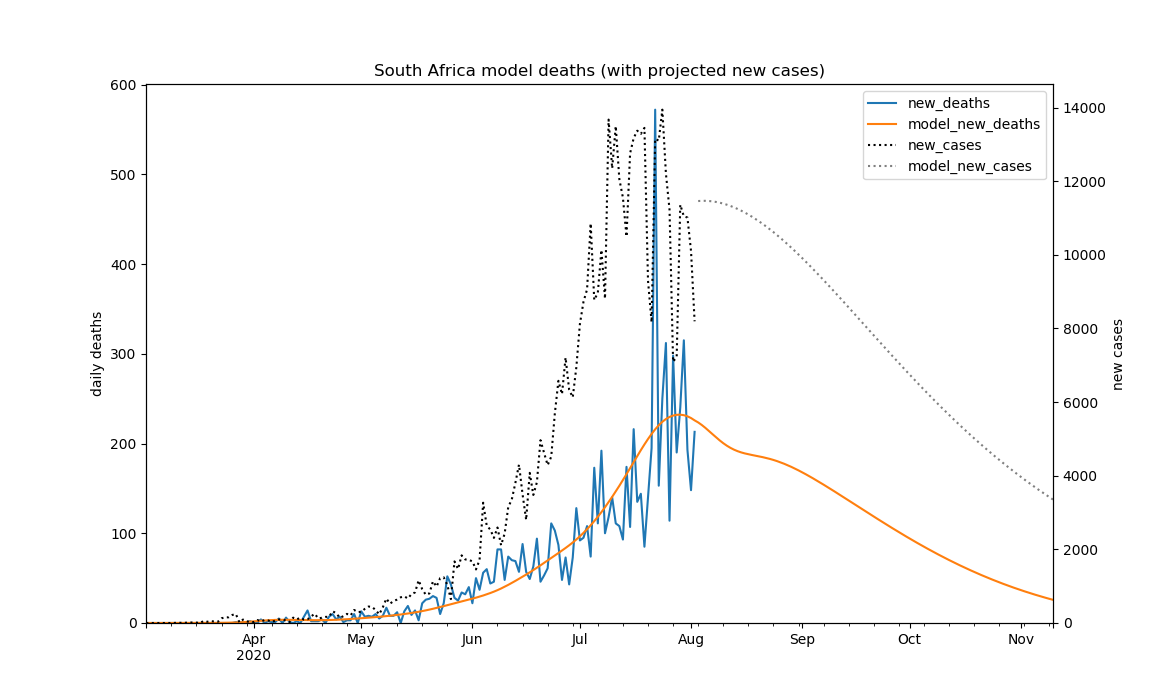 South Africa model deaths (with projected new cases)
new_deaths
model_new_deaths
new_cases
model_new_cases
daily deaths
600
500
400
300
200
100
0
new cases
14000
12000
10000
8000
6000
4000
2000
0
Apr
2020
May
Jun
Jul
Aug
Sep
Oct
Nov